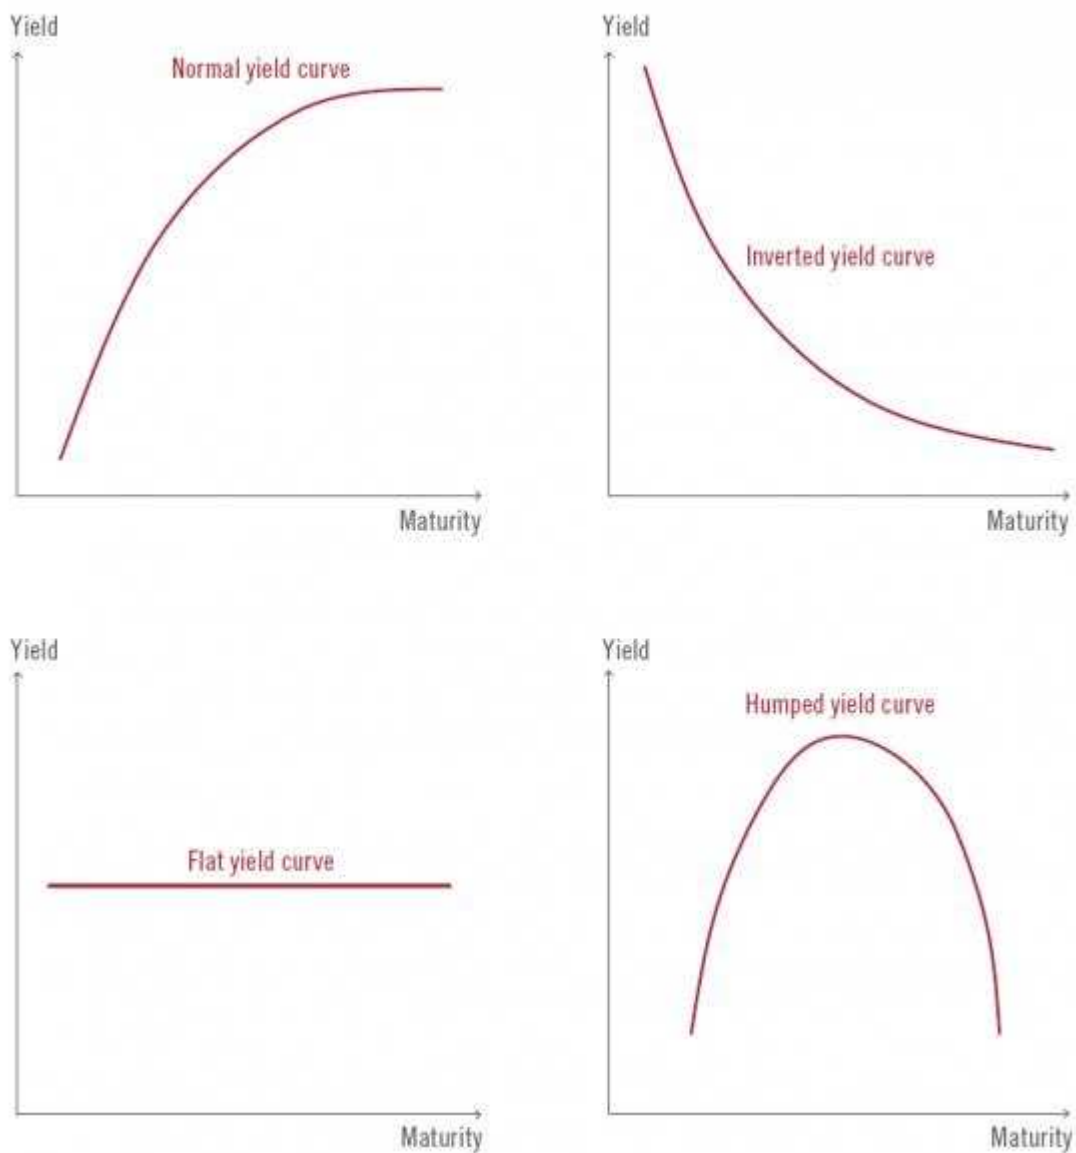 Yield
Normal yield curve
Maturity
Yield
Inverted yield curve
Maturity
Yield
Flat yield curve
Maturity
Yield
Humped yield curve
Maturity